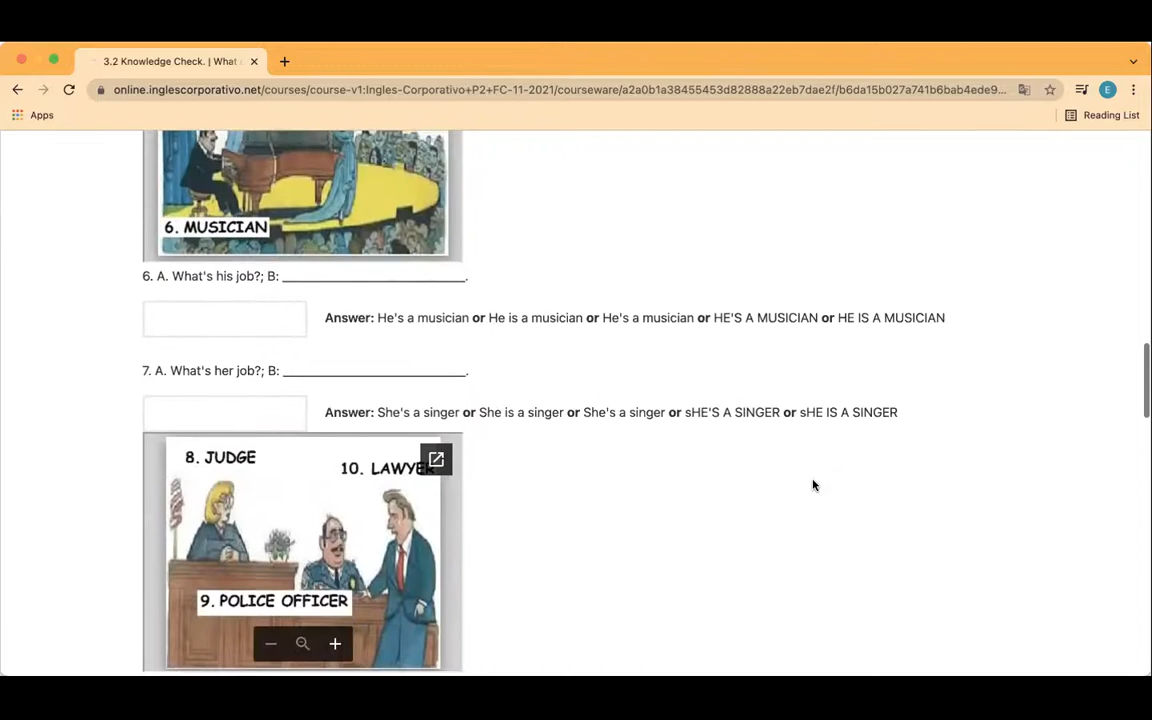 3.2 Knowledge Check. | What
online.inglescorporativo.net/courses/course-v1:Ingles-Corporativo+P2+FC-11-2021/courseware/a2a0b1a38455453d82888a22eb7dae2f/b6da15b027a741b6bab4ede9...
E
Apps
Reading List
6. MUSICIAN
6. A. What's his job?; B: _______________________.
Answer: He's a musician or He is a musician or He's a musician or HE'S A MUSICIAN or HE IS A MUSICIAN
7. A. What's her job?; B: _______________________.
Answer: She's a singer or She is a singer or She's a singer or sHE'S A SINGER or sHE IS A SINGER
8. JUDGE
10. LAWYER
9. POLICE OFFICER